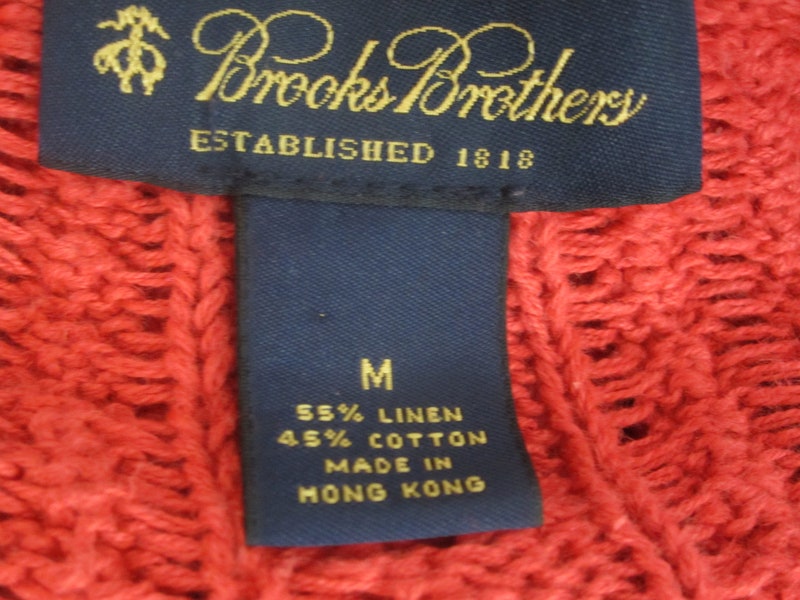 Brooks Brothers
ESTABLISHED 1818
M
55% LINEN
45% COTTON
MADE IN
HONG KONG